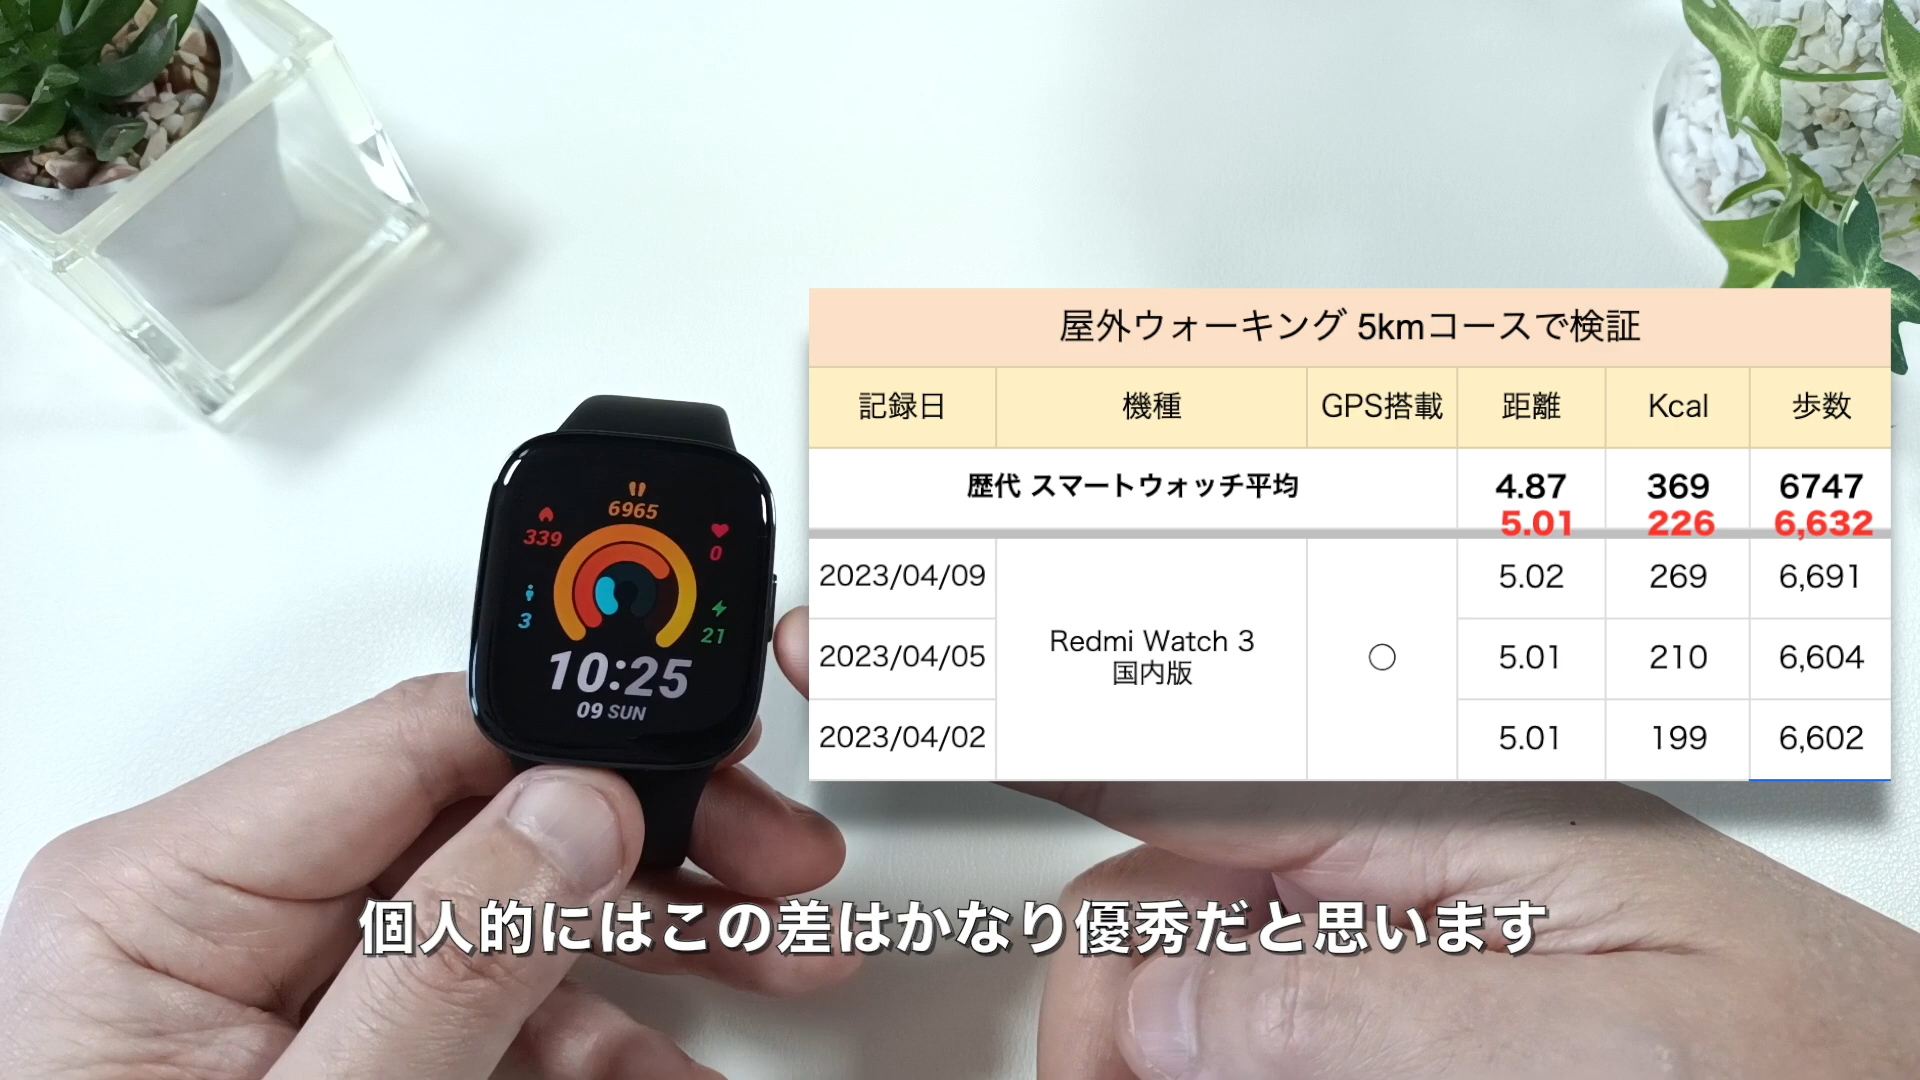 屋外ウォーキング 5kmコースで検証
記録日 機種 GPS搭載 距離 Kcal 歩数
歴代 スマートウォッチ平均 4.87 369 6747
5.01 226 6,632
2023/04/09 5.02 269 6,691
Redmi Watch 3
国内版
2023/04/05 ○ 5.01 210 6,604
2023/04/02 5.01 199 6,602
6965
339
0
3
21
10:25
09 SUN
個人的にはこの差はかなり優秀だと思います